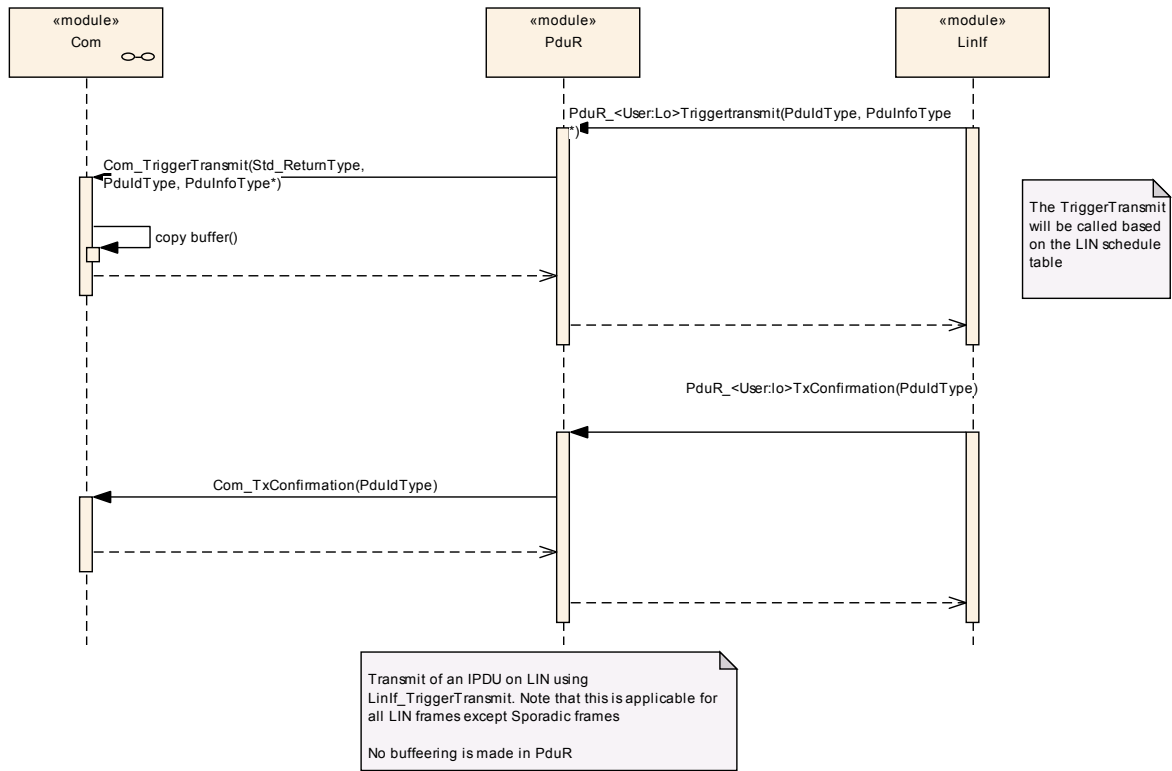 «module»
Com
«module»
PduR
«module»
LinIf
PduR_<User:Lo>Triggertransmit(PduIdType, PduInfoType
*)
Com_TriggerTransmit(Std_ReturnType,
PduIdType, PduInfoType*)
The TriggerTransmit
will be called based
on the LIN schedule
table
copy buffer()
PduR_<User:lo>TxConfirmation(PduIdType)
Com_TxConfirmation(PduIdType)
Transmit of an IPDU on LIN using
LinIf_TriggerTransmit. Note that this is applicable for
all LIN frames except Sporadic frames
No buffeering is made in PduR